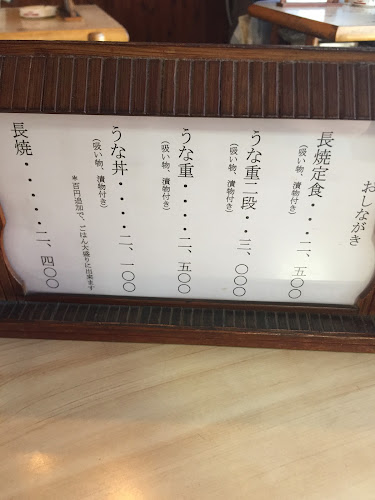 おしながき
長焼定食・・・・二、五〇〇
(吸い物、漬物付き)
うな重二段・・三、〇〇〇
(吸い物、漬物付き)
うな重・・・・二、五〇〇
(吸い物、漬物付き)
うな丼・・・・二、一〇〇
(吸い物、漬物付き)
*百円追加で、ごはん大盛りに出来ます
長焼・・・・・二、四〇〇